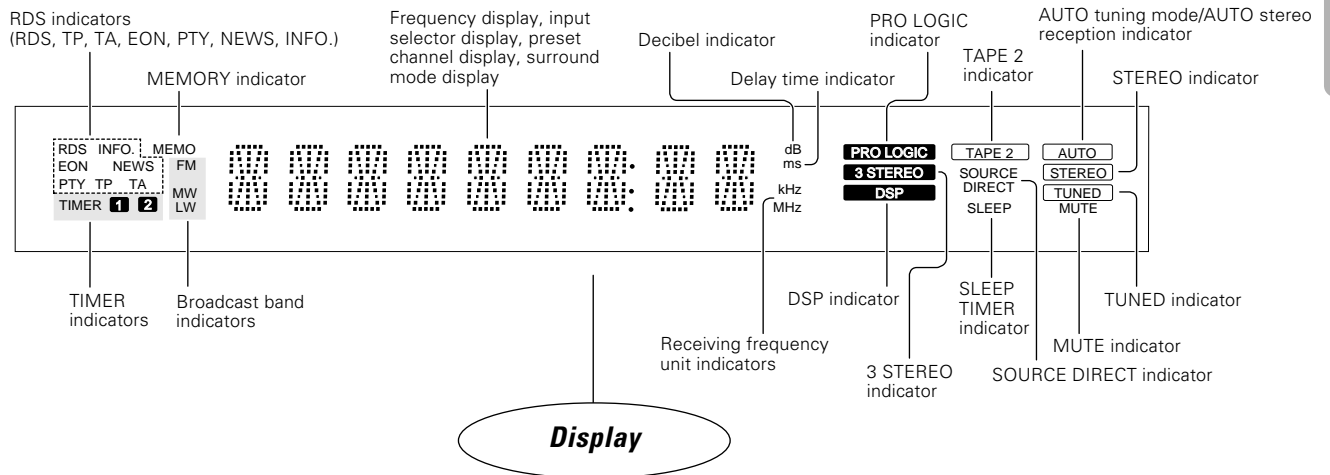 RDS indicators
(RDS, TP, TA, EON, PTY, NEWS, INFO.)
MEMORY indicator
Frequency display, input
selector display, preset
channel display, surround
mode display
Decibel indicator
Delay time indicator
PRO LOGIC
indicator
TAPE 2
indicator
AUTO tuning mode/AUTO stereo
reception indicator
STEREO indicator
RDS INFO. MEMO
EON NEWS FM
PTY TP TA MW
TIMER 1 2 LW
dB
ms
kHz
MHz
PRO LOGIC
3 STEREO
DSP
TAPE 2
SOURCE
DIRECT
SLEEP
AUTO
STEREO
TUNED
MUTE
TIMER
indicators
Broadcast band
indicators
Receiving frequency
unit indicators
DSP indicator
3 STEREO
indicator
SLEEP
TIMER
indicator
SOURCE DIRECT indicator
MUTE indicator
TUNED indicator
Display